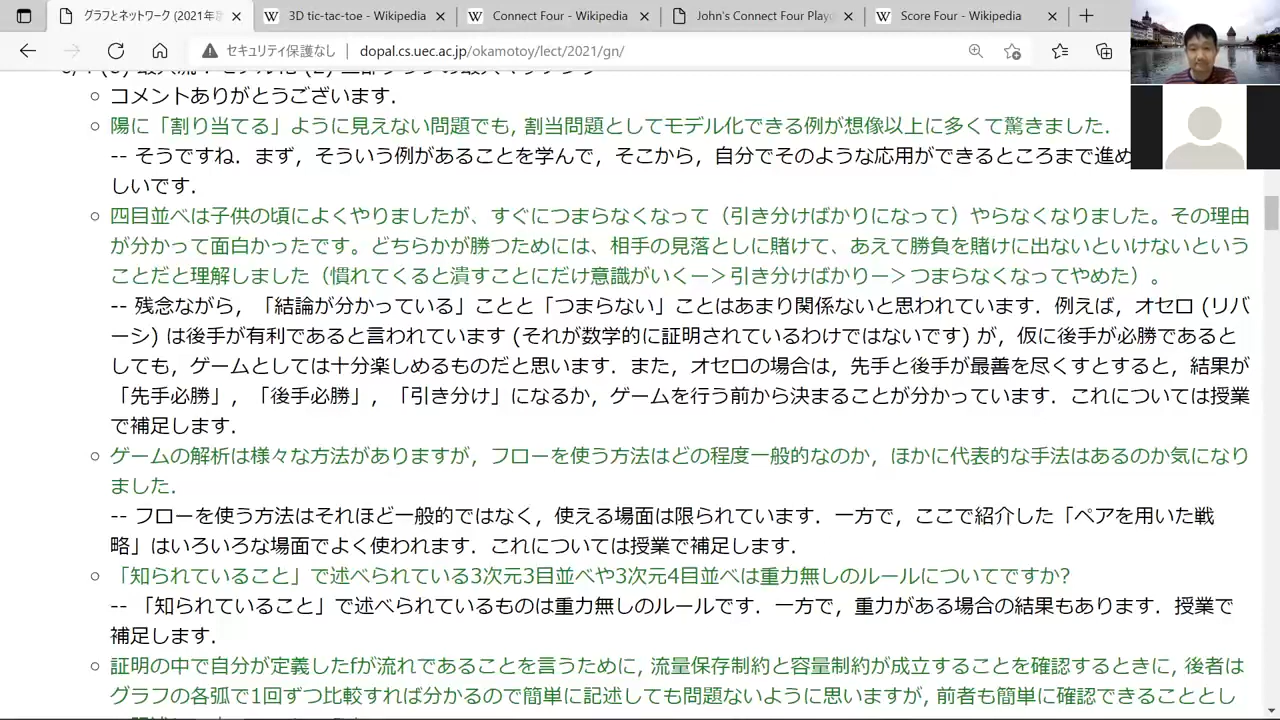 グラフとネットワーク (2021年
3D tic-tac-toe - Wikipedia
Connect Four - Wikipedia
John's Connect Four Play
Score Four - Wikipedia
セキュリティ保護なし
dopal.cs.uec.ac.jp/okamotoy/lect/2021/gn/
コメントありがとうございます．
陽に「割り当てる」ように見えない問題でも, 割当問題としてモデル化できる例が想像以上に多くて驚きました．
-- そうですね．まず，そういう例があることを学んで，そこから，自分でそのような応用ができるところまで進め
しいです．
四目並べは子供の頃によくやりましたが、すぐにつまらなくなって（引き分けばかりになって）やらなくなりました。その理由
が分かって面白かったです。どちらかが勝つためには、相手の見落としに賭けて、あえて勝負を賭けに出ないといけないという
ことだと理解しました（慣れてくると潰すことにだけ意識がいくー＞引き分けばかりー＞つまらなくなってやめた）。
-- 残念ながら，「結論が分かっている」ことと「つまらない」ことはあまり関係ないと思われています．例えば，オセロ (リバ
ーシ) は後手が有利であると言われています (それが数学的に証明されているわけではないです) が，仮に後手が必勝であると
しても，ゲームとしては十分楽しめるものだと思います．また，オセロの場合は，先手と後手が最善を尽くすとすると，結果が
「先手必勝」，「後手必勝」，「引き分け」になるか，ゲームを行う前から決まることが分かっています．これについては授業
で補足します．
ゲームの解析は様々な方法がありますが，フローを使う方法はどの程度一般的なのか，ほかに代表的な手法はあるのか気になり
ました．
-- フローを使う方法はそれほど一般的ではなく，使える場面は限られています．一方で，ここで紹介した「ペアを用いた戦
略」はいろいろな場面でよく使われます．これについては授業で補足します．
「知られていること」で述べられている3次元3目並べや3次元4目並べは重力無しのルールについてですか?
-- 「知られていること」で述べられているものは重力無しのルールです．一方で，重力がある場合の結果もあります．授業で
補足します．
証明の中で自分が定義したfが流れであることを言うために, 流量保存制約と容量制約が成立することを確認するときに, 後者は
グラフの各弧で1回ずつ比較すれば分かるので簡単に記述しても問題ないように思いますが, 前者も簡単に確認できることとし